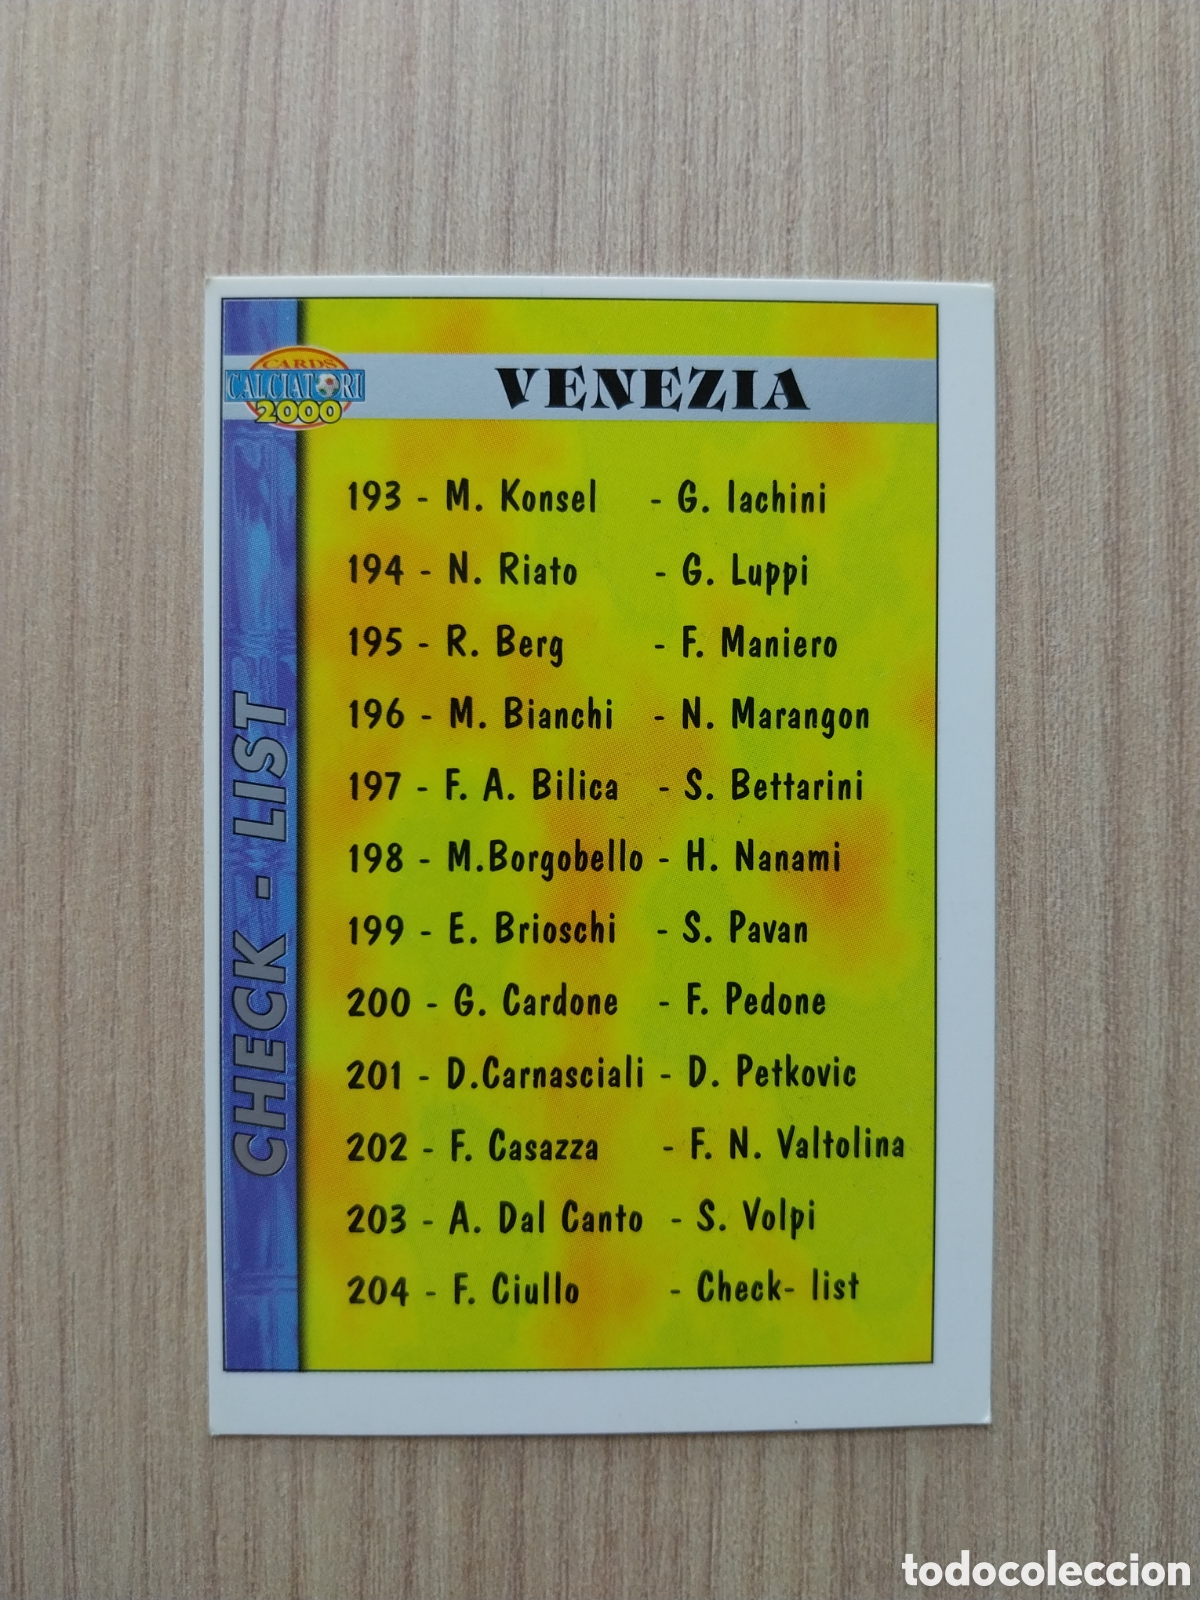 CARDS
CALCIATORI
2000
VENEZIA
193 - M. Konsel - G. Iachini
194 - N. Riato - G. Luppi
195 - R. Berg - F. Maniero
196 - M. Bianchi - N. Marangon
197 - F. A. Bilica - S. Bettarini
198 - M.Borgobello - H. Nanami
199 - E. Brioschi - S. Pavan
200 - G. Cardone - F. Pedone
201 - D.Carnasciali - D. Petkovic
202 - F. Casazza - F. N. Valtolina
203 - A. Dal Canto - S. Volpi
204 - F. Ciullo - Check- list
CHECK - LIST
todocoleccion